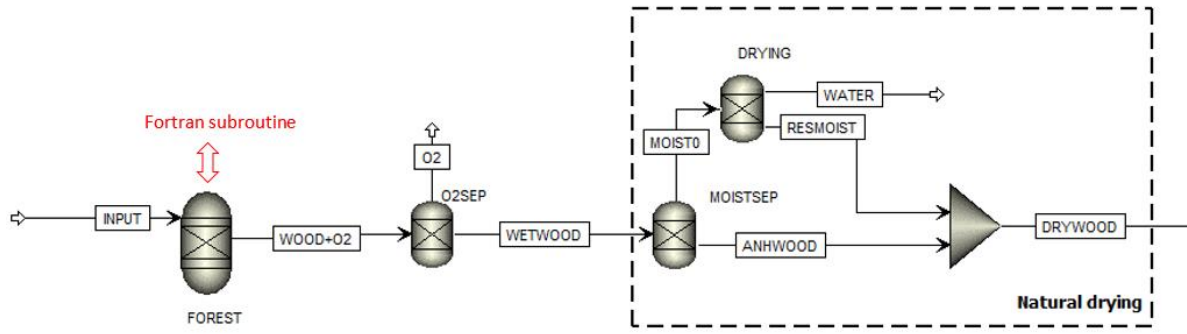 DRYING
WATER
Fortran subroutine
RESMOIST
MOIST0
O2
O2SEP
MOISTSEP
INPUT
WOOD+O2
WETWOOD
ANHWOOD
DRYWOOD
FOREST
Natural drying